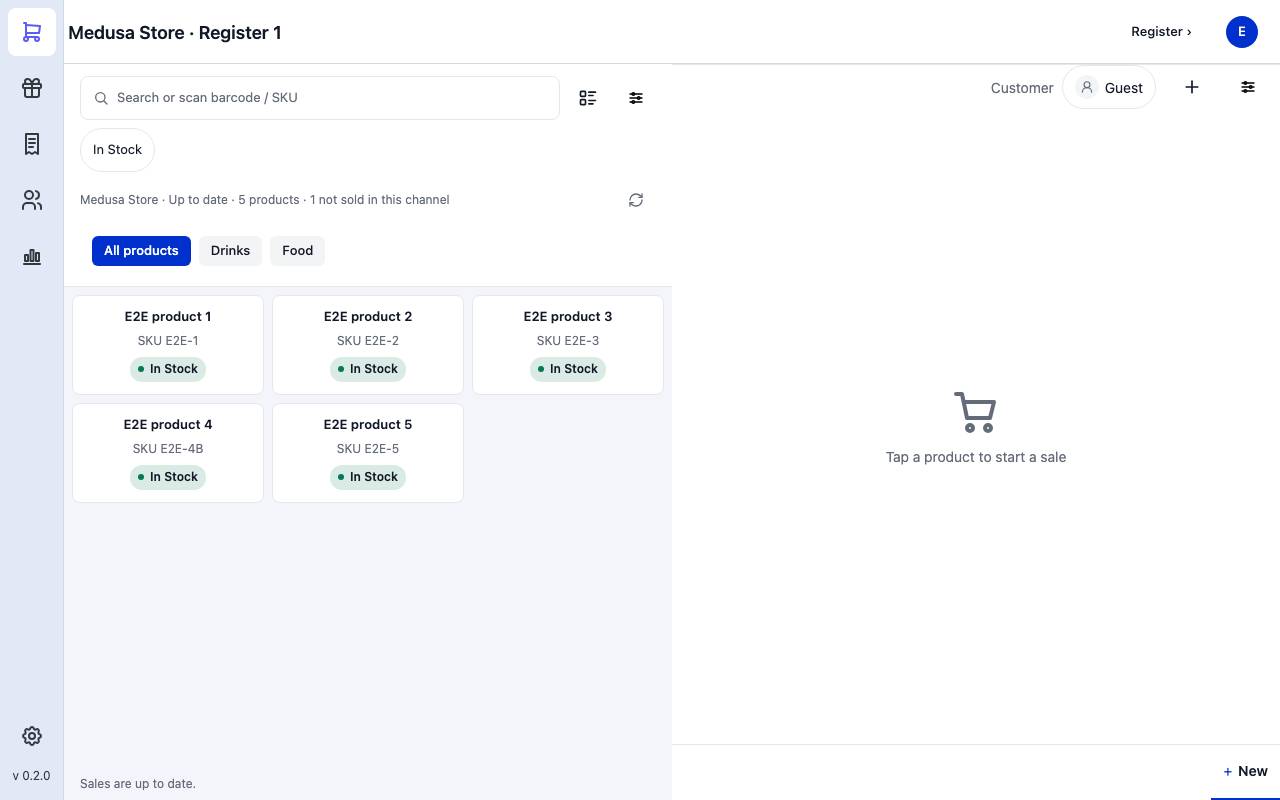 Medusa Store · Register 1
Register ›
E
Search or scan barcode / SKU
Customer
Guest
In Stock
Medusa Store · Up to date · 5 products · 1 not sold in this channel
All products
Drinks
Food
E2E product 1
SKU E2E-1
In Stock
E2E product 2
SKU E2E-2
In Stock
E2E product 3
SKU E2E-3
In Stock
E2E product 4
SKU E2E-4B
In Stock
E2E product 5
SKU E2E-5
In Stock
Tap a product to start a sale
v 0.2.0
Sales are up to date.
+ New